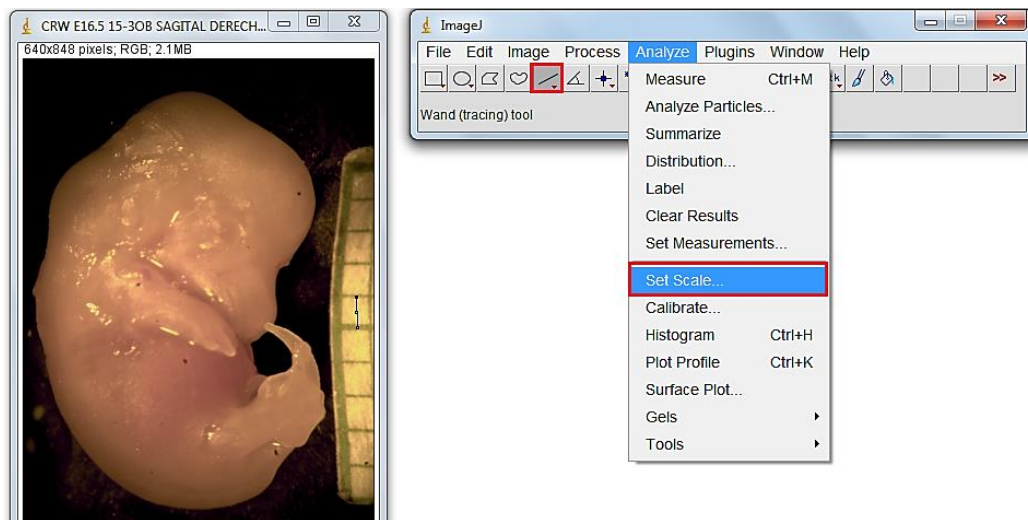 CRW E16.5 15-3OB SAGITAL DERECH...
640x848 pixels; RGB; 2.1MB
ImageJ
File Edit Image Process Analyze Plugins Window Help
>>
Wand (tracing) tool
Measure Ctrl+M
Analyze Particles...
Summarize
Distribution...
Label
Clear Results
Set Measurements...
Set Scale...
Calibrate...
Histogram Ctrl+H
Plot Profile Ctrl+K
Surface Plot...
Gels
Tools